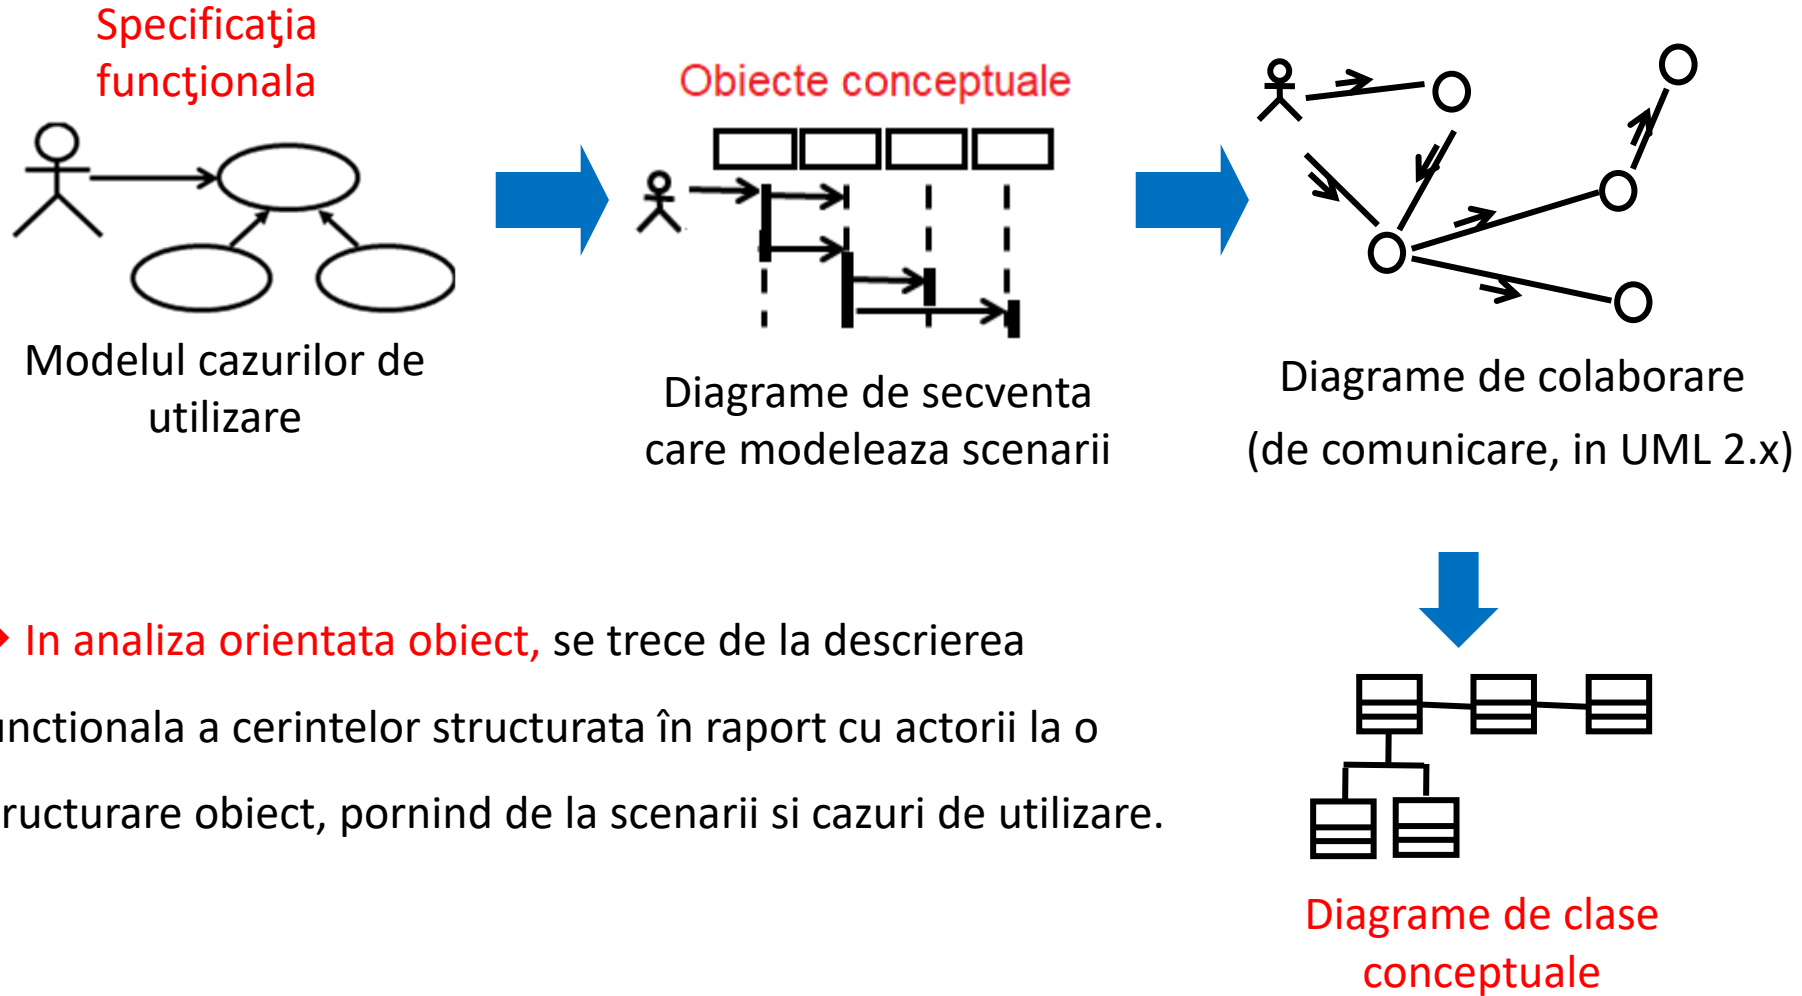 Specificaţia
funcţionala
Obiecte conceptuale
Modelul cazurilor de
utilizare
Diagrame de secventa
care modeleaza scenarii
Diagrame de colaborare
(de comunicare, in UML 2.x)
In analiza orientata obiect, se trece de la descrierea
unctionala a cerintelor structurata în raport cu actorii la o
ructurare obiect, pornind de la scenarii si cazuri de utilizare.
Diagrame de clase
conceptuale